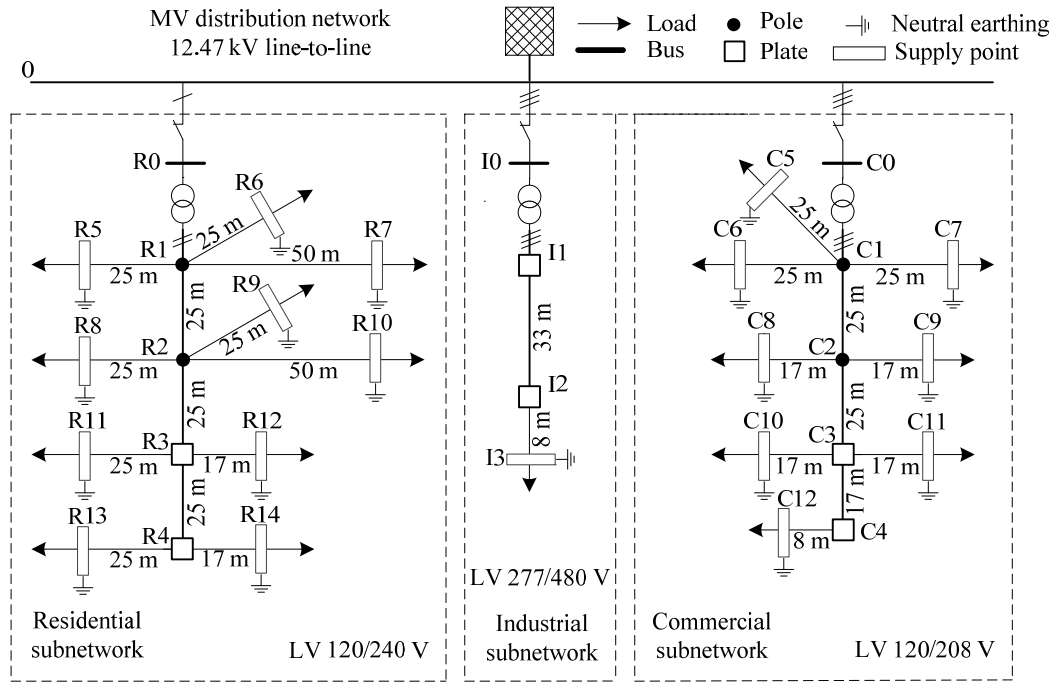 MV distribution network
12.47 kV line-to-line
Load
Pole
Neutral earthing
Bus
Plate
Supply point
0
R0
R6
25 m
R5
R1
R7
25 m
50 m
25 m
R9
25 m
R8
R2
R10
25 m
50 m
25 m
R11
R3
R12
25 m
17 m
25 m
R13
R4
R14
25 m
17 m
Residential
subnetwork
LV 120/240 V
I0
I1
33 m
I2
8 m
I3
LV 277/480 V
Industrial
subnetwork
C5
C0
25 m
C6
C1
C7
25 m
25 m
25 m
C8
C2
C9
17 m
17 m
25 m
C10
C3
C11
17 m
17 m
17 m
C12
C4
8 m
Commercial
subnetwork
LV 120/208 V